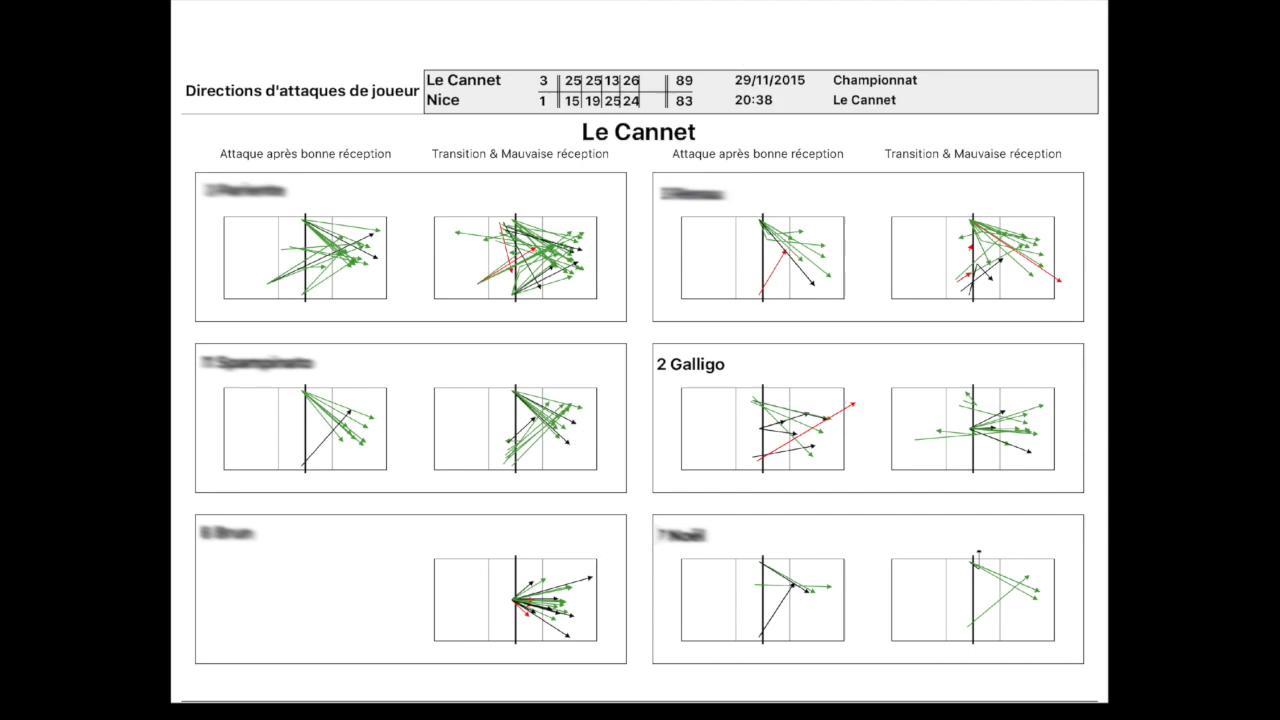 Directions d'attaques de joueur
Le Cannet 3 25 25 13 26 89 29/11/2015 Championnat
Nice 1 15 19 25 24 83 20:38 Le Cannet
Le Cannet
Attaque après bonne réception Transition & Mauvaise réception Attaque après bonne réception Transition & Mauvaise réception
2 Galligo